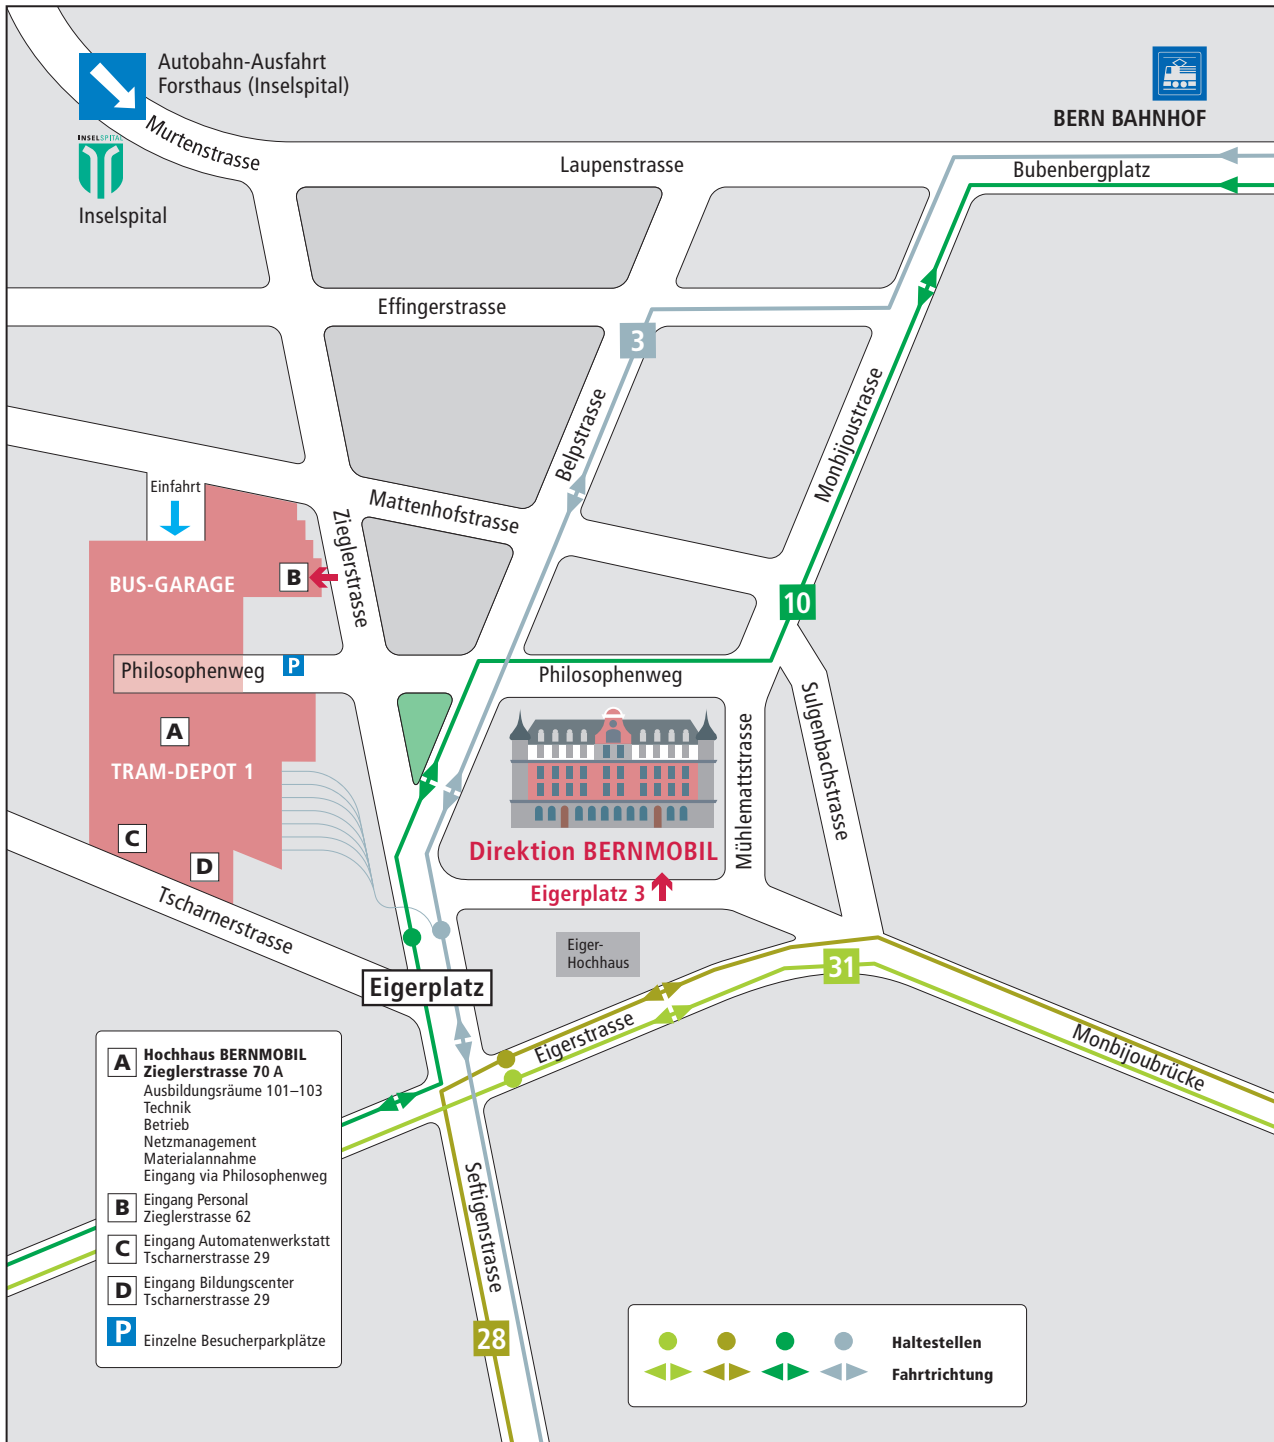 Autobahn-Ausfahrt
Forsthaus (Inselspital)
BERN BAHNHOF
INSELSPITAL
Inselspital
Murtenstrasse
Laupenstrasse
Bubenbergplatz
Effingerstrasse
3
Belpstrasse
Monbijoustrasse
Einfahrt
Mattenhofstrasse
Zieglerstrasse
BUS-GARAGE
B
10
Philosophenweg
P
Philosophenweg
Sulgenbachstrasse
A
Mühlemattstrasse
TRAM-DEPOT 1
C
D
Direktion BERNMOBIL
Eigerplatz 3
Tscharnerstrasse
Eiger-
Hochhaus
31
Eigerplatz
Eigerstrasse
Monbijoubrücke
A
Hochhaus BERNMOBIL
Zieglerstrasse 70 A
Ausbildungsräume 101–103
Technik
Betrieb
Netzmanagement
Materialannahme
Eingang via Philosophenweg
B
Eingang Personal
Zieglerstrasse 62
C
Eingang Automatenwerkstatt
Tscharnerstrasse 29
D
Eingang Bildungscenter
Tscharnerstrasse 29
P
Einzelne Besucherparkplätze
Seftigenstrasse
28
Haltestellen
Fahrtrichtung